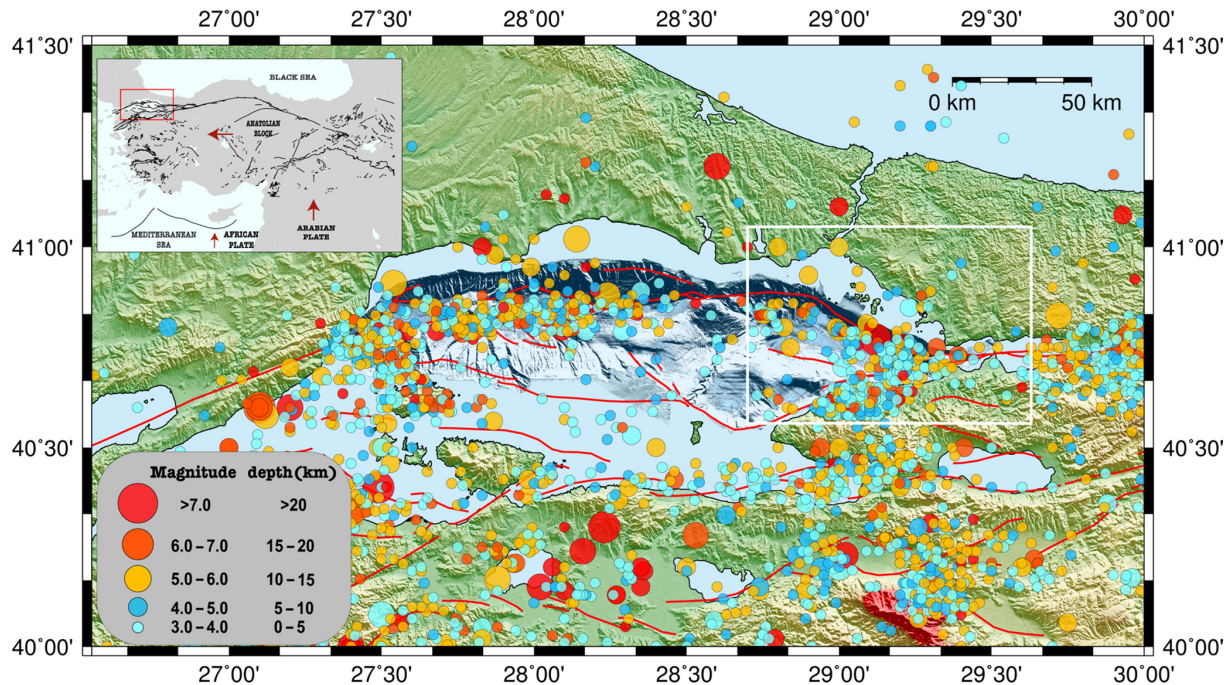 27°00' 27°30' 28°00' 28°30' 29°00' 29°30' 30°00'
41°30' 41°30'
BLACK SEA
ANATOLIAN
BLOCK
MEDITERRANEAN
SEA
AFRICAN
PLATE
ARABIAN
PLATE
0 km 50 km
41°00' 41°00'
40°30' 40°30'
Magnitude depth(km)
>7.0 >20
6.0–7.0 15–20
5.0–6.0 10–15
4.0–5.0 5–10
3.0–4.0 0–5
40°00' 40°00'
27°00' 27°30' 28°00' 28°30' 29°00' 29°30' 30°00'